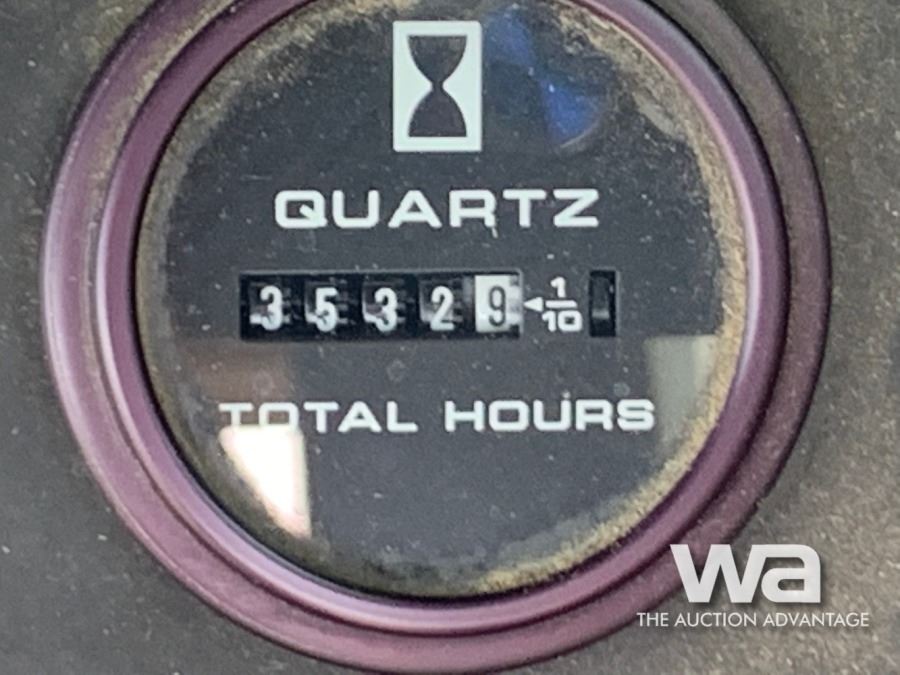 QUARTZ
35329 1/10
TOTAL HOURS
wa
THE AUCTION ADVANTAGE